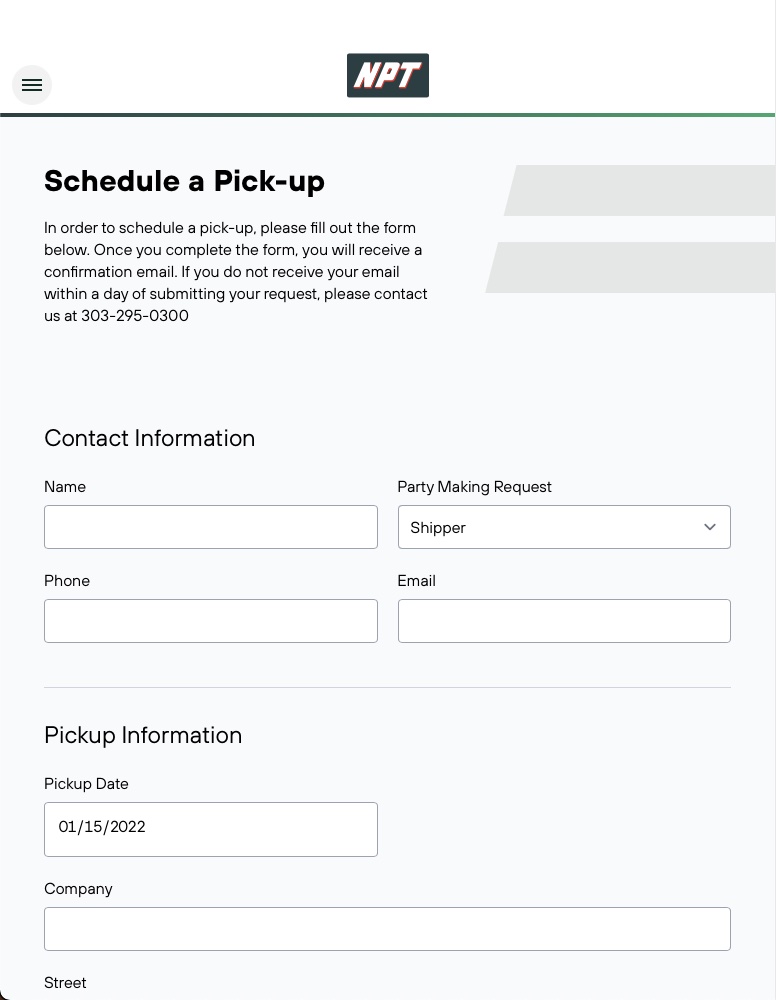 NPT
Schedule a Pick-up
In order to schedule a pick-up, please fill out the form
below. Once you complete the form, you will receive a
confirmation email. If you do not receive your email
within a day of submitting your request, please contact
us at 303-295-0300
Contact Information
Name
Party Making Request
Shipper
Phone
Email
Pickup Information
Pickup Date
01/15/2022
Company
Street